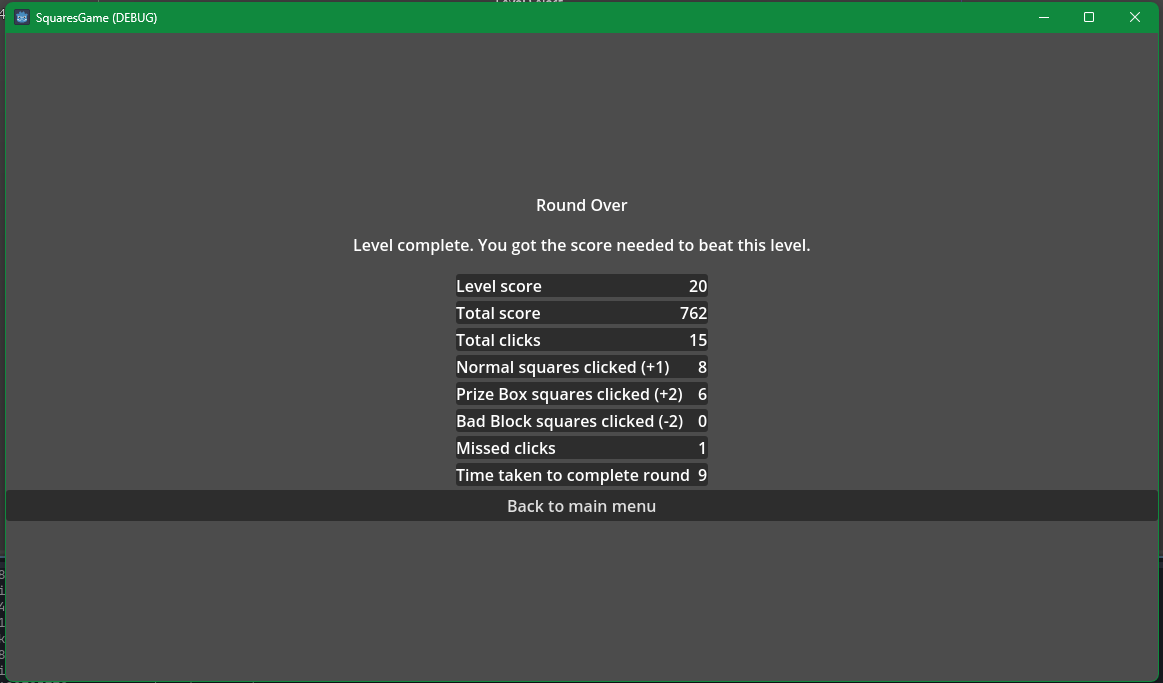 SquaresGame (DEBUG)
Round Over
Level complete. You got the score needed to beat this level.
Level score 20
Total score 762
Total clicks 15
Normal squares clicked (+1) 8
Prize Box squares clicked (+2) 6
Bad Block squares clicked (-2) 0
Missed clicks 1
Time taken to complete round 9
Back to main menu